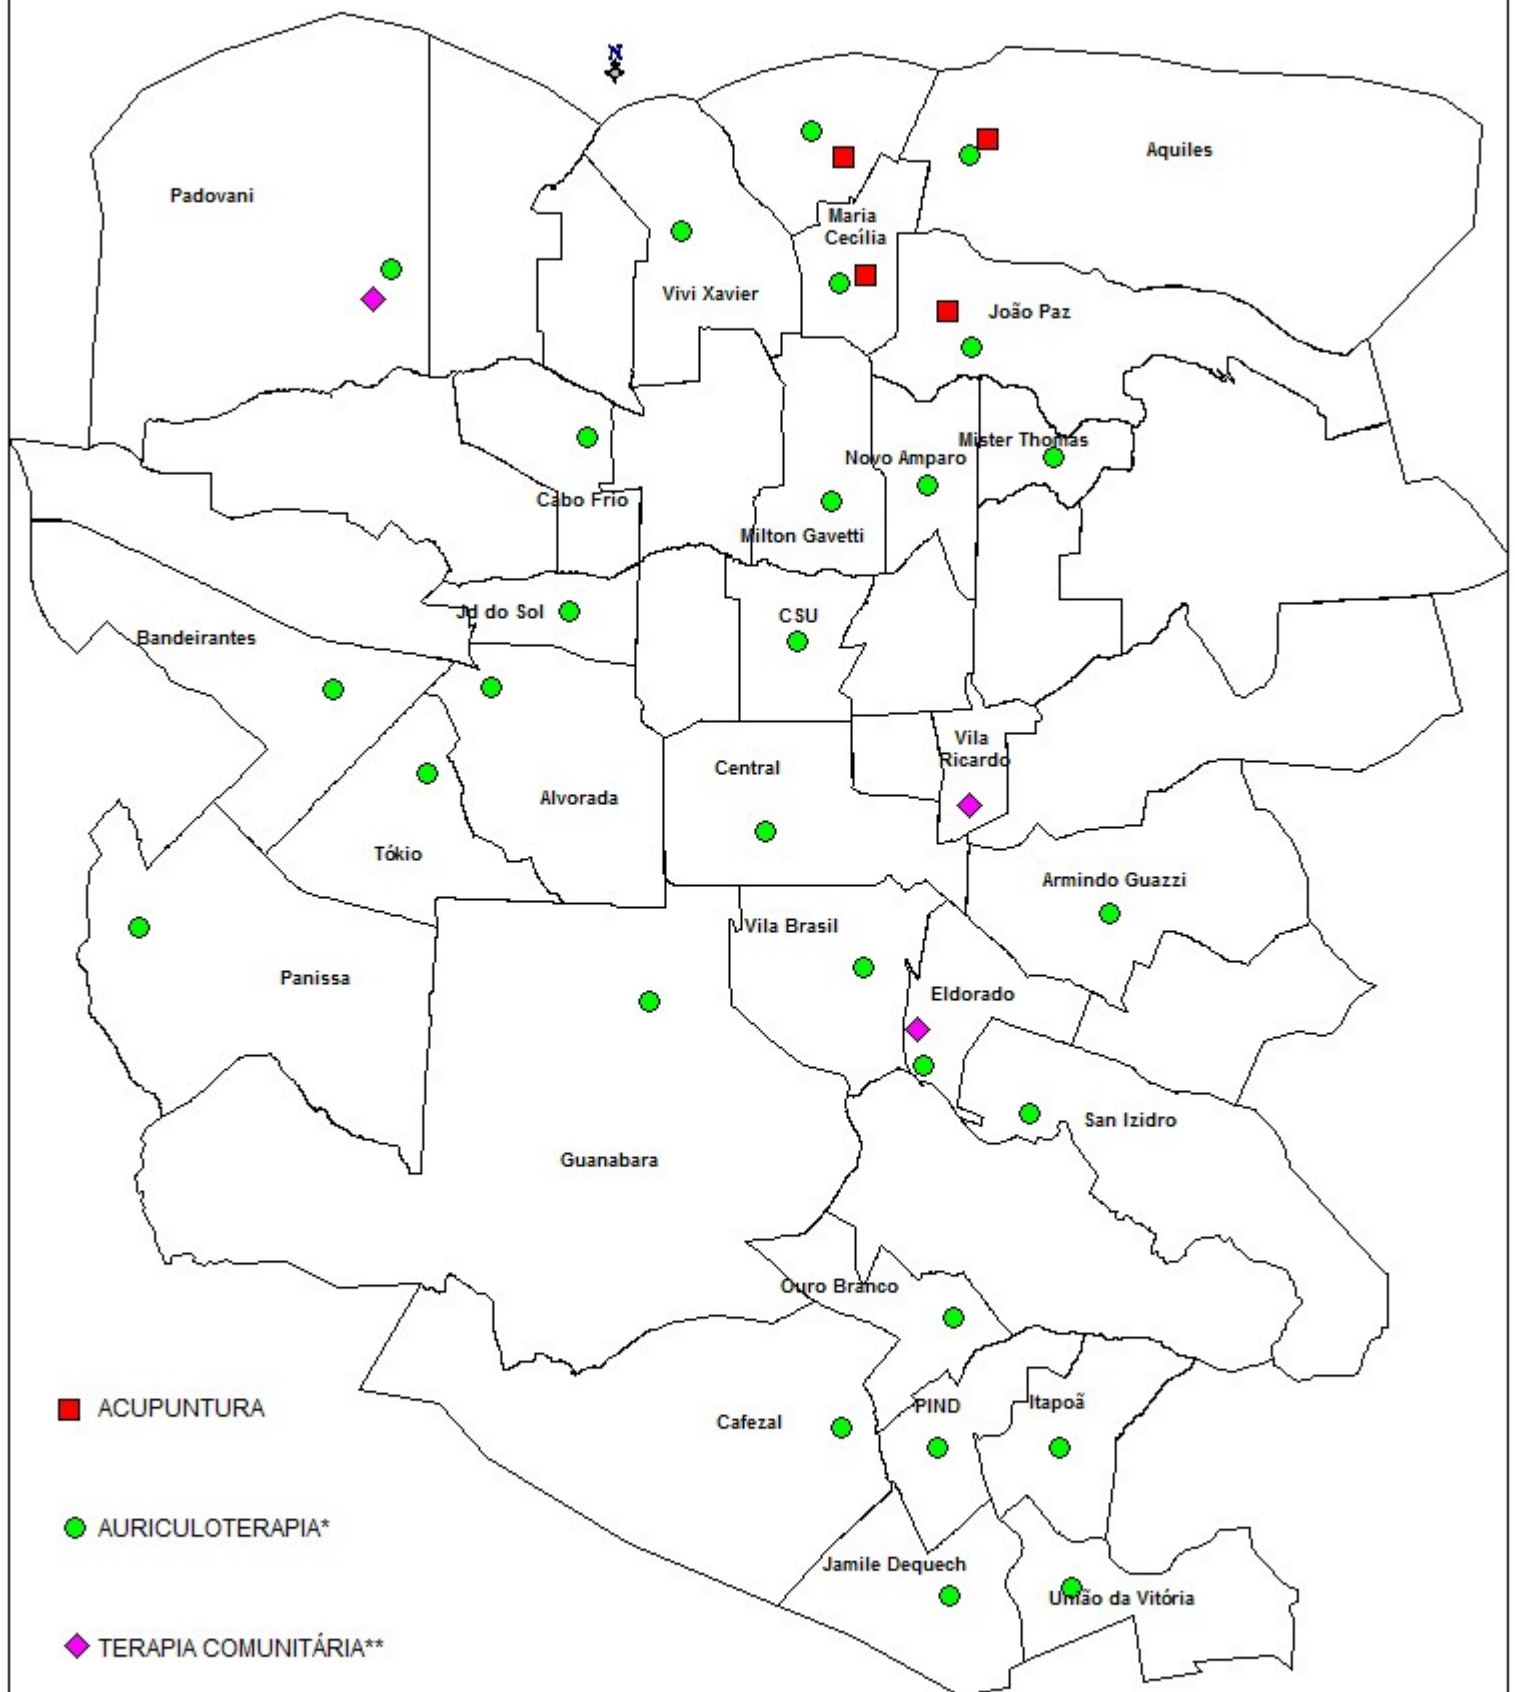 N
Aquiles
Padovani
Maria
Cecília
Vivi Xavier
João Paz
Mister Thomas
Novo Amparo
Cabo Frio
Milton Gavetti
Jd do Sol
CSU
Bandeirantes
Vila
Ricardo
Central
Alvorada
Tókio
Armindo Guazzi
Vila Brasil
Panissa
Eldorado
San Izidro
Guanabara
Ouro Branco
Itapoã
PIND
ACUPUNTURA
Cafezal
AURICULOTERAPIA*
Jamile Dequech
União da Vitória
TERAPIA COMUNITÁRIA**